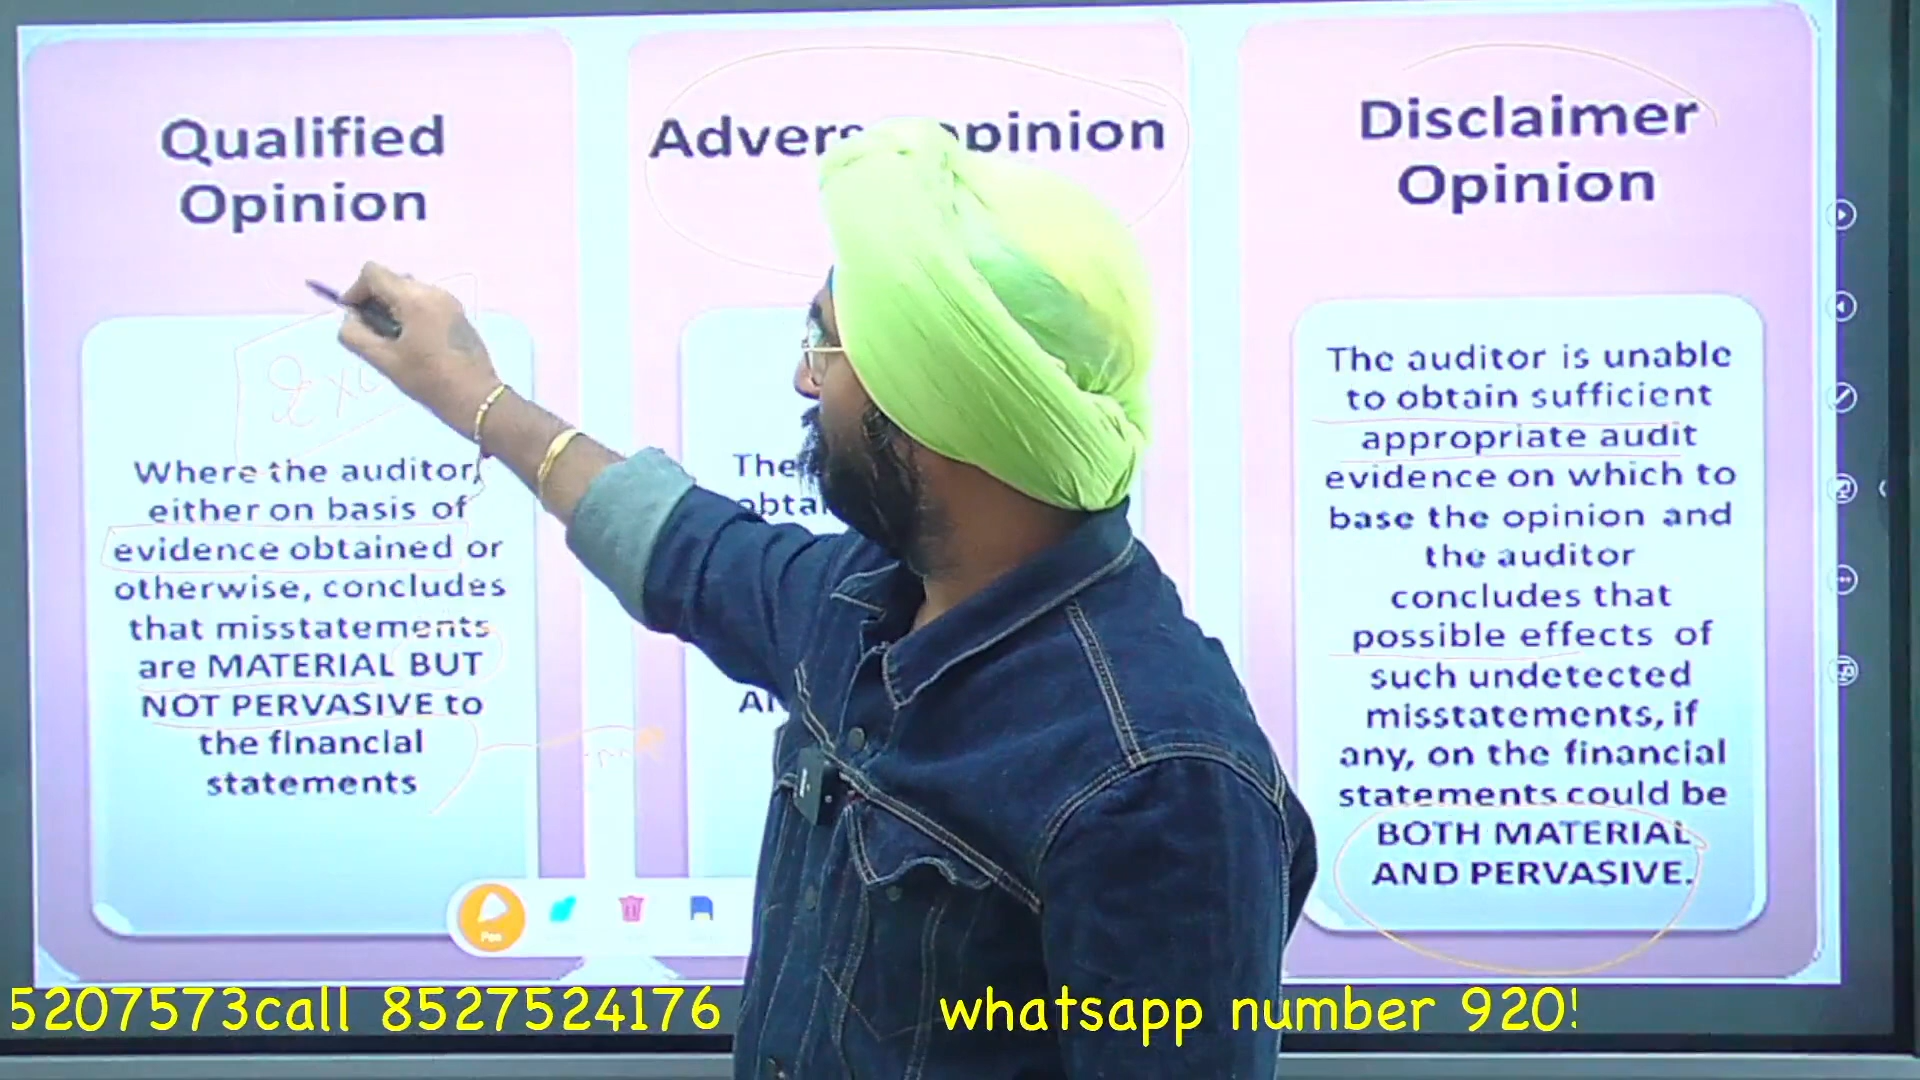 Qualified
Opinion
Where the auditor,
either on basis of
evidence obtained or
otherwise, concludes
that misstatements
are MATERIAL BUT
NOT PERVASIVE to
the financial
statements
Pen
opinion
The
Disclaimer
Opinion
The auditor is unable
to obtain sufficient
appropriate audit
evidence on which to
base the opinion and
the auditor
concludes that
possible effects of
such undetected
misstatements, if
any, on the financial
statements could be
BOTH MATERIAL
AND PERVASIVE.
5207573call 8527524176 whatsapp number 920!